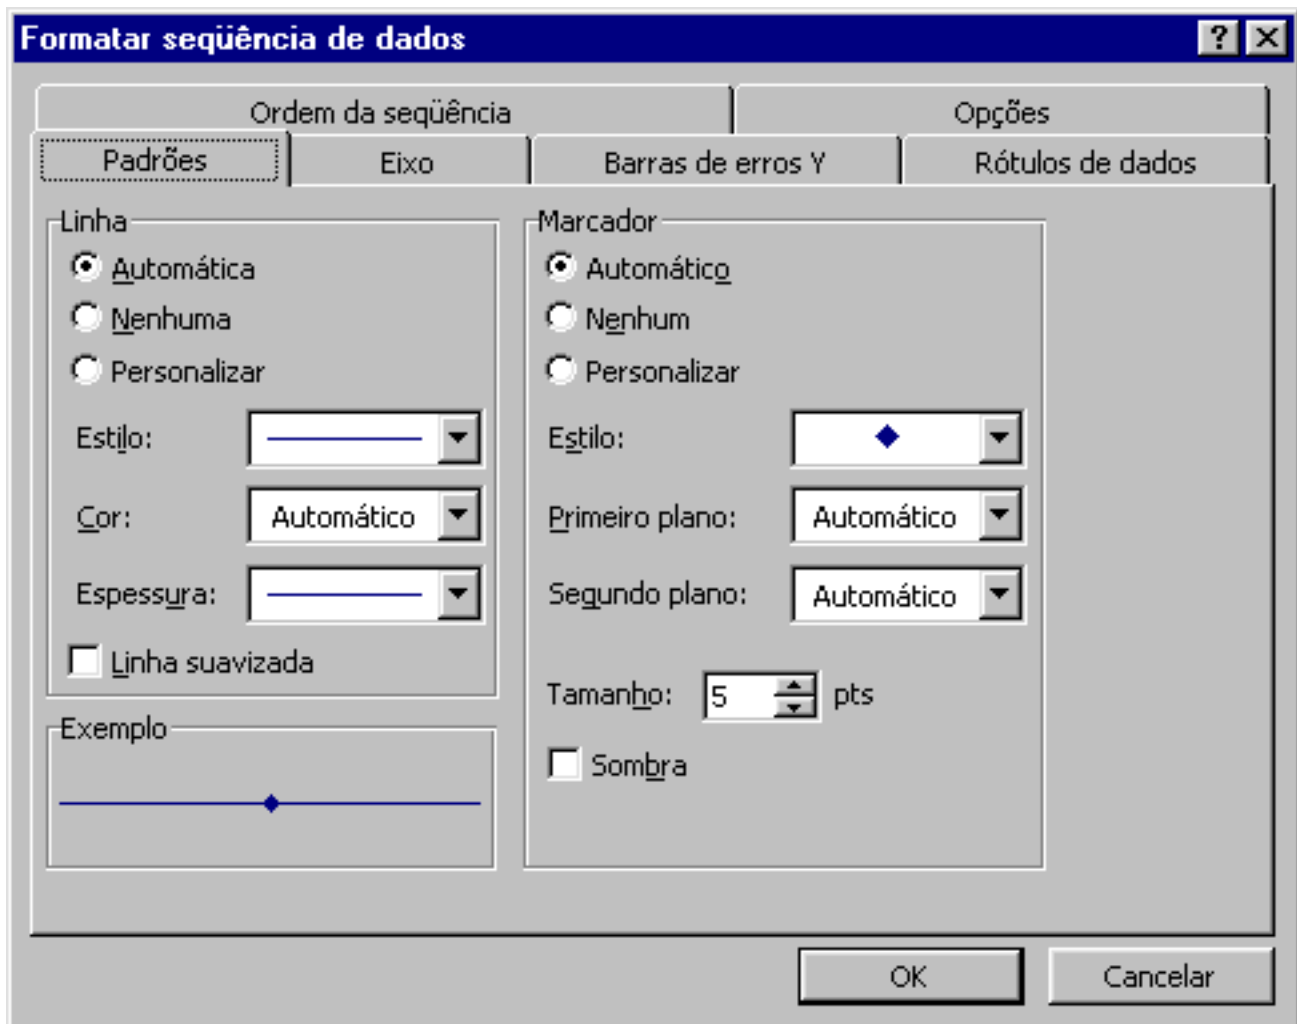 Formatar seqüência de dados
Ordem da seqüência
Opções
Padrões
Eixo
Barras de erros Y
Rótulos de dados
Linha
Automática
Nenhuma
Personalizar
Estilo:
Cor: Automático
Espessura:
Linha suavizada
Exemplo
Marcador
Automático
Nenhum
Personalizar
Estilo:
Primeiro plano: Automático
Segundo plano: Automático
Tamanho: 5 pts
Sombra
OK
Cancelar